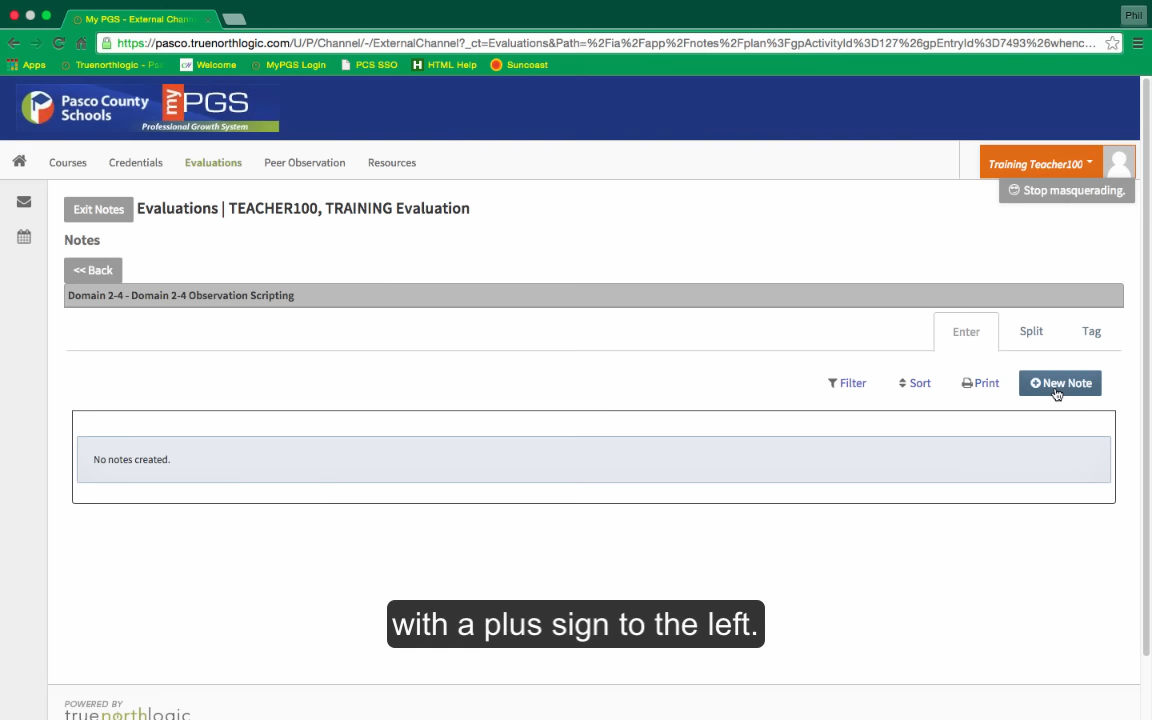 My PGS - External Chann
Phil
https://pasco.truenorthlogic.com/U/P/Channel/-/ExternalChannel?_ct=Evaluations&Path=%2Fia%2Fapp%2Fnotes%2Fplan%3FgpActivityId%3D127%26gpEntryId%3D7493%26whenc...
Apps
Truenorthlogic - Pa
Welcome
MyPGS Login
PCS SSO
HTML Help
Suncoast
Pasco County
Schools
myPGS
Professional Growth System
Courses
Credentials
Evaluations
Peer Observation
Resources
Training Teacher100
Stop masquerading.
Exit Notes
Evaluations | TEACHER100, TRAINING Evaluation
Notes
<< Back
Domain 2-4 - Domain 2-4 Observation Scripting
Enter
Split
Tag
Filter
Sort
Print
New Note
No notes created.
with a plus sign to the left.
POWERED BY
truenorthlogic